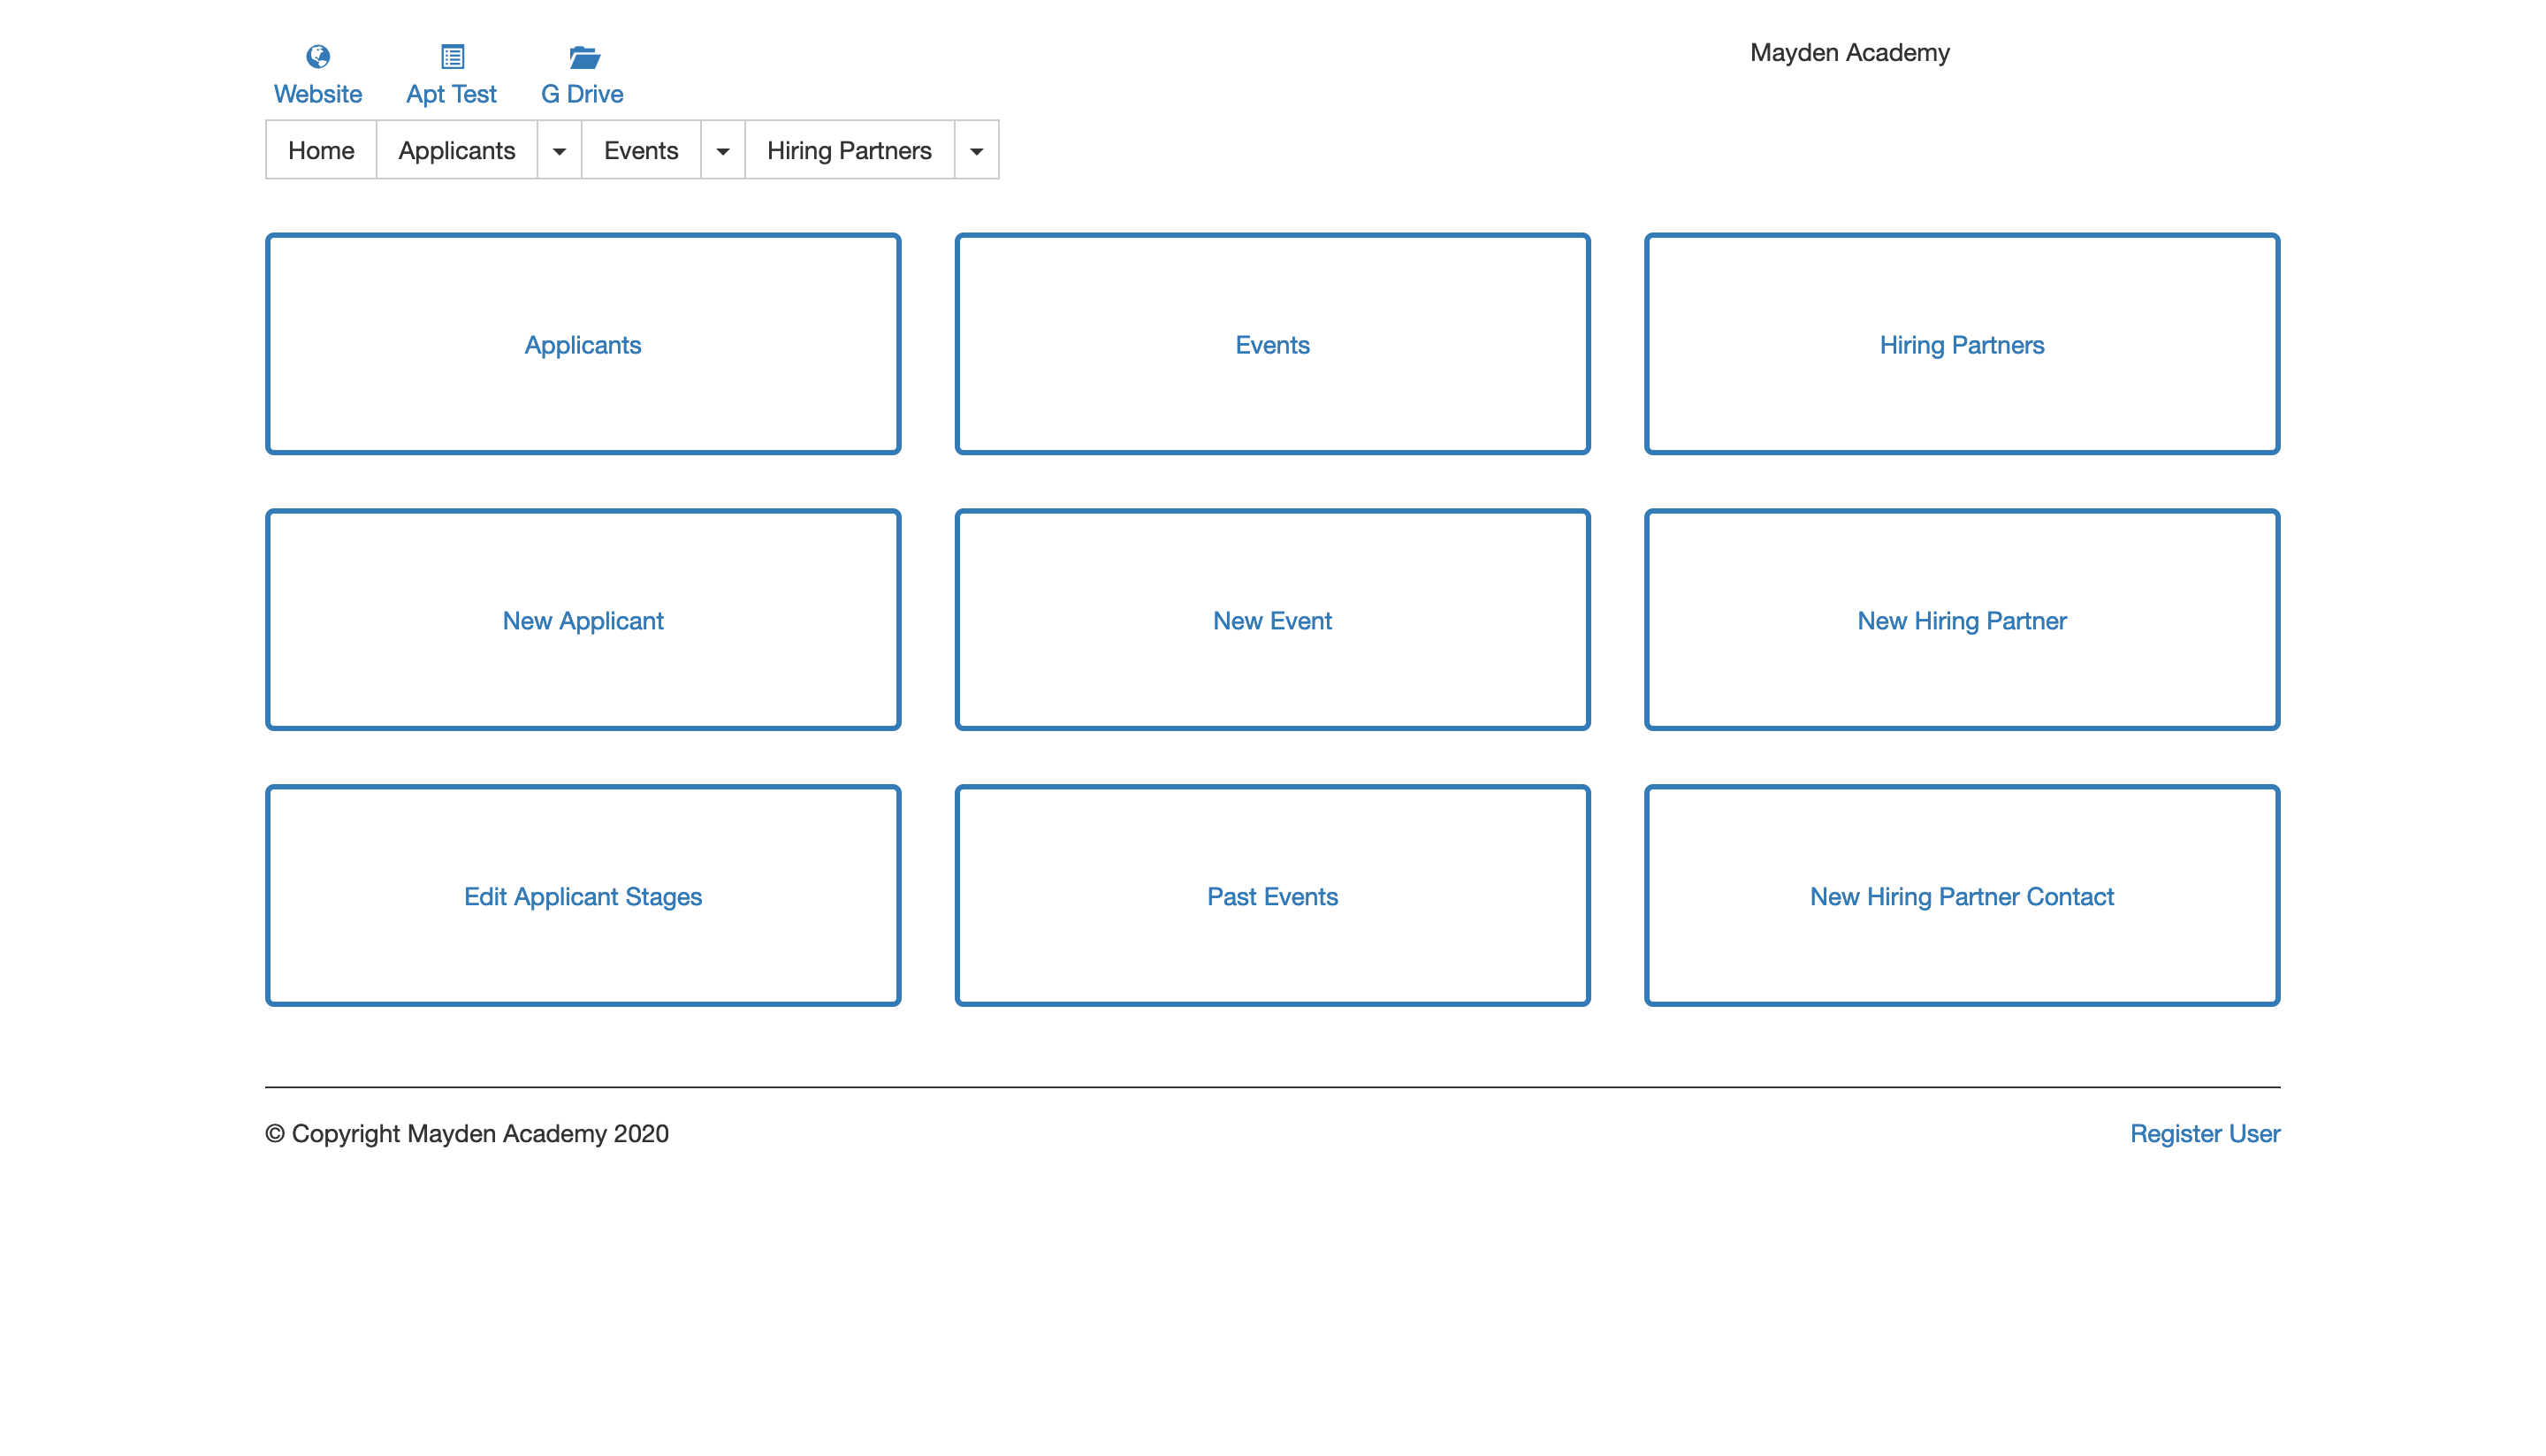 Mayden Academy
Website Apt Test G Drive
Home Applicants Events Hiring Partners
Applicants Events Hiring Partners
New Applicant New Event New Hiring Partner
Edit Applicant Stages Past Events New Hiring Partner Contact
© Copyright Mayden Academy 2020 Register User